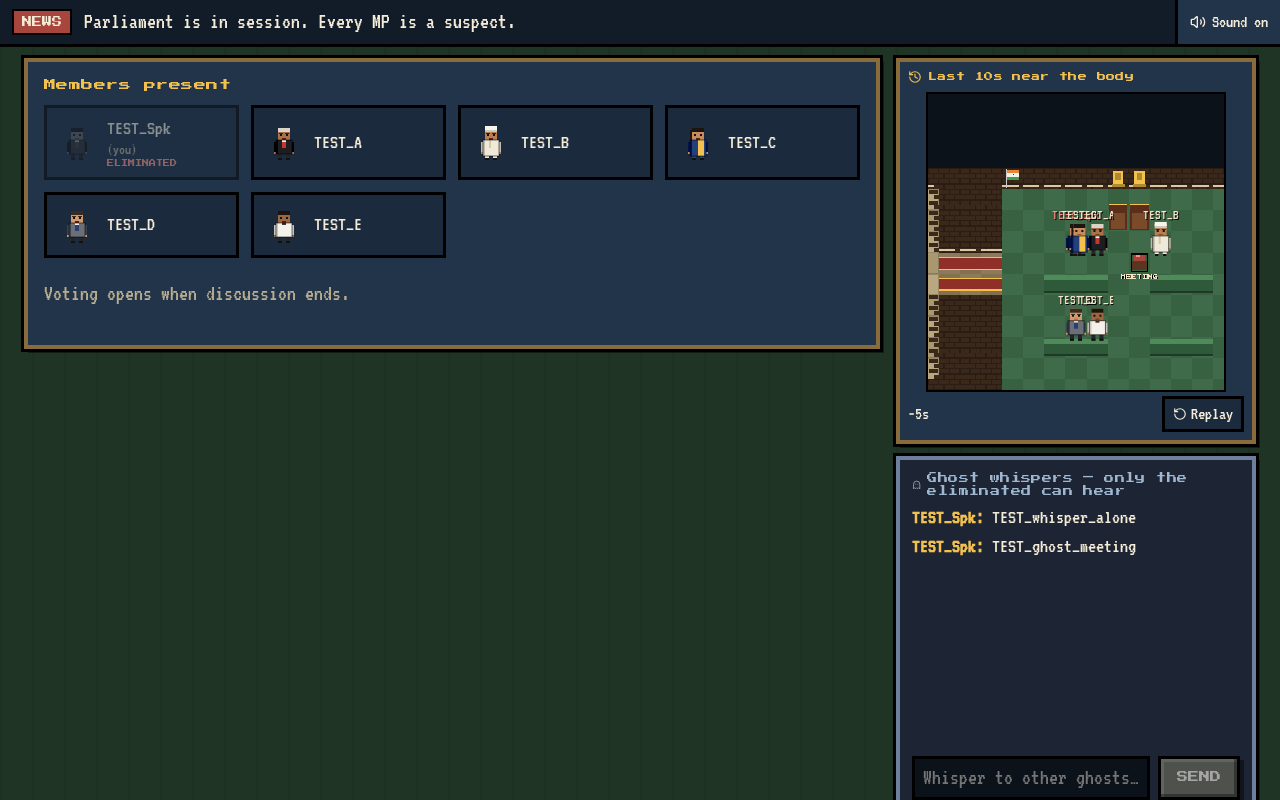 NEWS Parliament is in session. Every MP is a suspect.
Sound on
Members present
TEST_Spk
(you)
ELIMINATED
TEST_A
TEST_B
TEST_C
TEST_D
TEST_E
Voting opens when discussion ends.
Last 10s near the body
TEST_B
MEETING
TEST_E
-5s
Replay
Ghost whispers — only the
eliminated can hear
TEST_Spk: TEST_whisper_alone
TEST_Spk: TEST_ghost_meeting
Whisper to other ghosts…
SEND